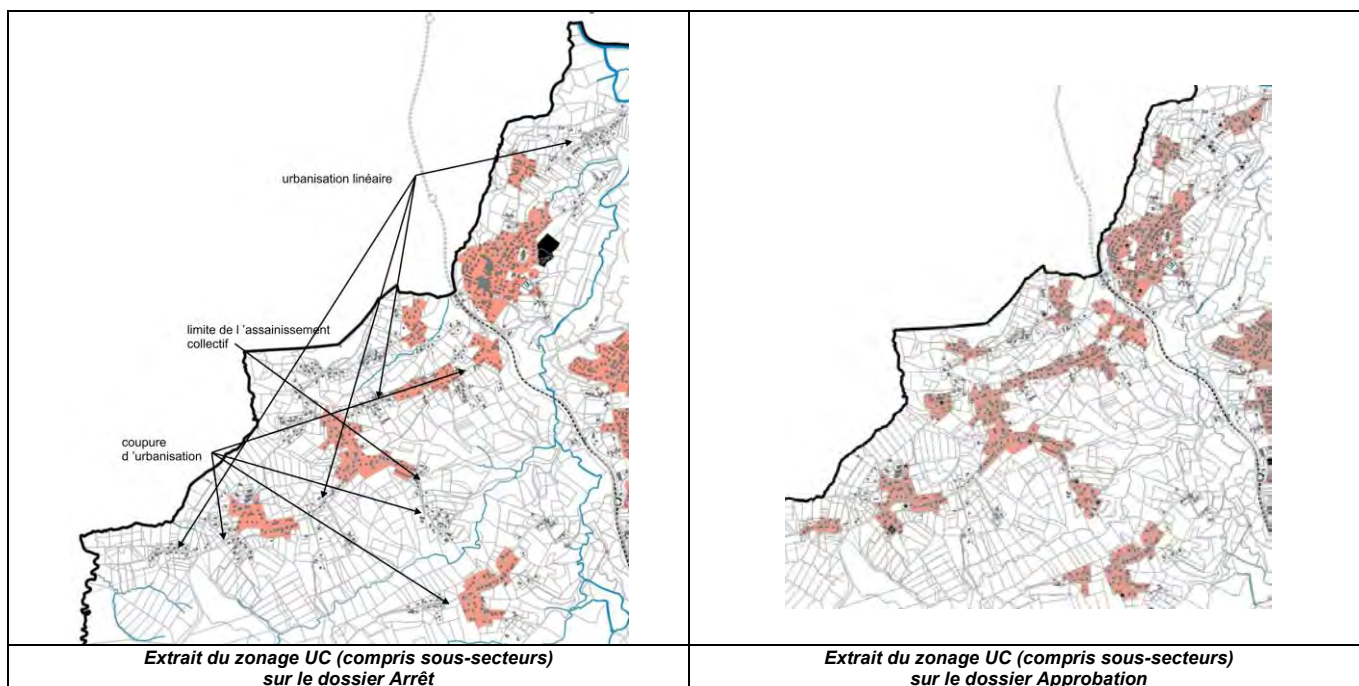 urbanisation linéaire
limite de l 'assainissement
collectif
coupure
d 'urbanisation
Extrait du zonage UC (compris sous-secteurs)
sur le dossier Arrêt
Extrait du zonage UC (compris sous-secteurs)
sur le dossier Approbation